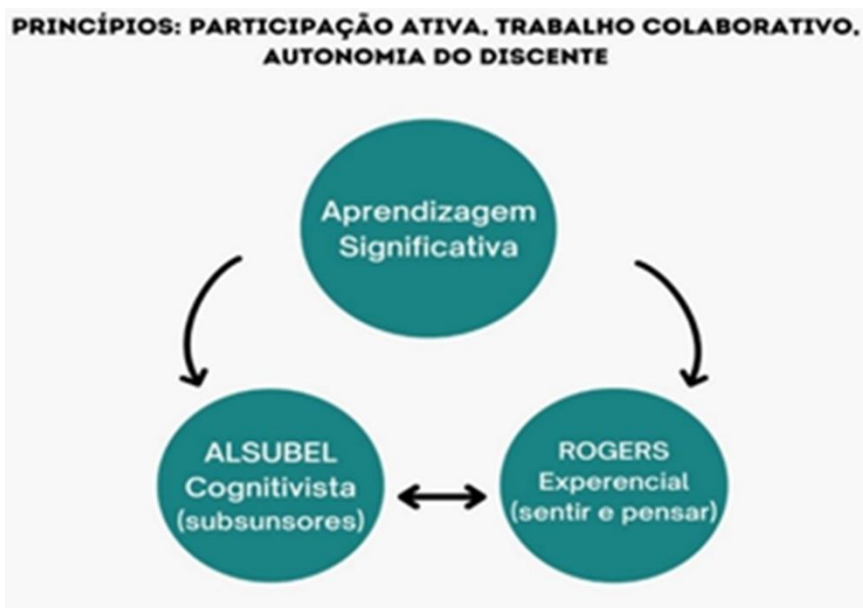 PRINCÍPIOS: PARTICIPAÇÃO ATIVA, TRABALHO COLABORATIVO,
AUTONOMIA DO DISCENTE
Aprendizagem
Significativa
ALSUBEL
Cognitivista
(subsunsores)
ROGERS
Experencial
(sentir e pensar)